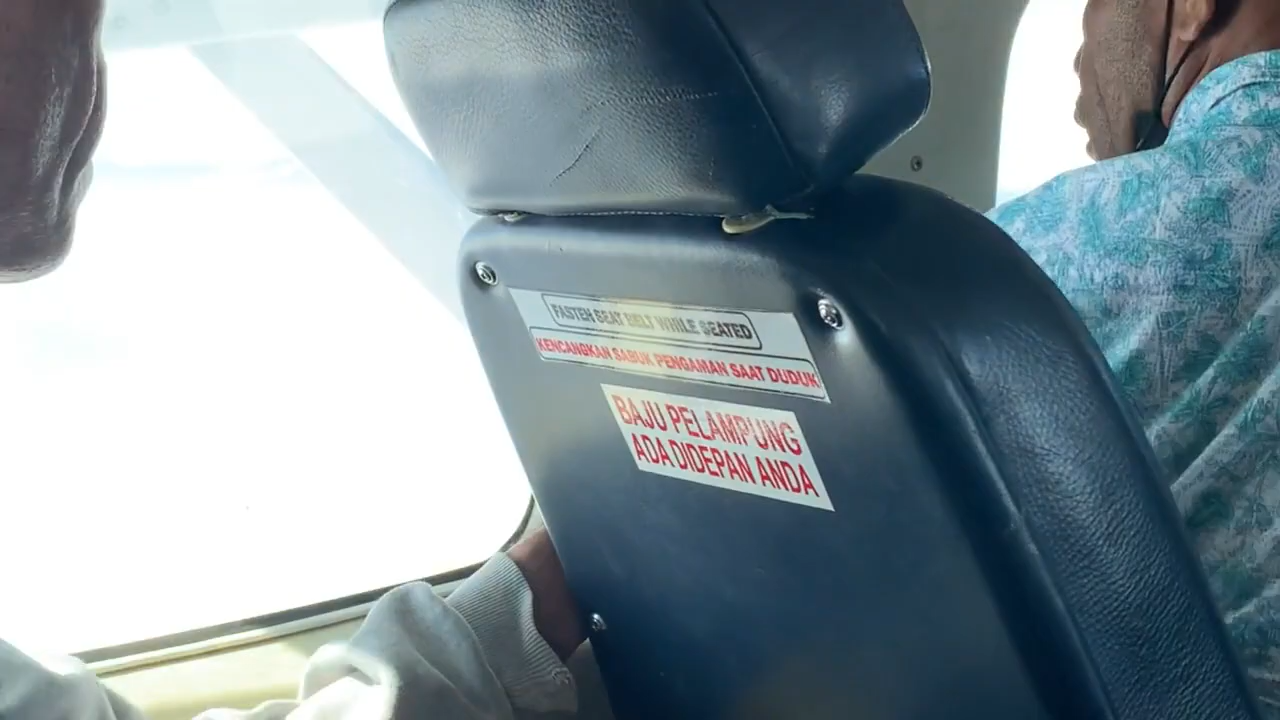 FASTEN SEAT BELT WHILE SEATED
KENCANGKAN SABUK PENGAMAN SAAT DUDUK
BAJU PELAMPUNG
ADA DIDEPAN ANDA